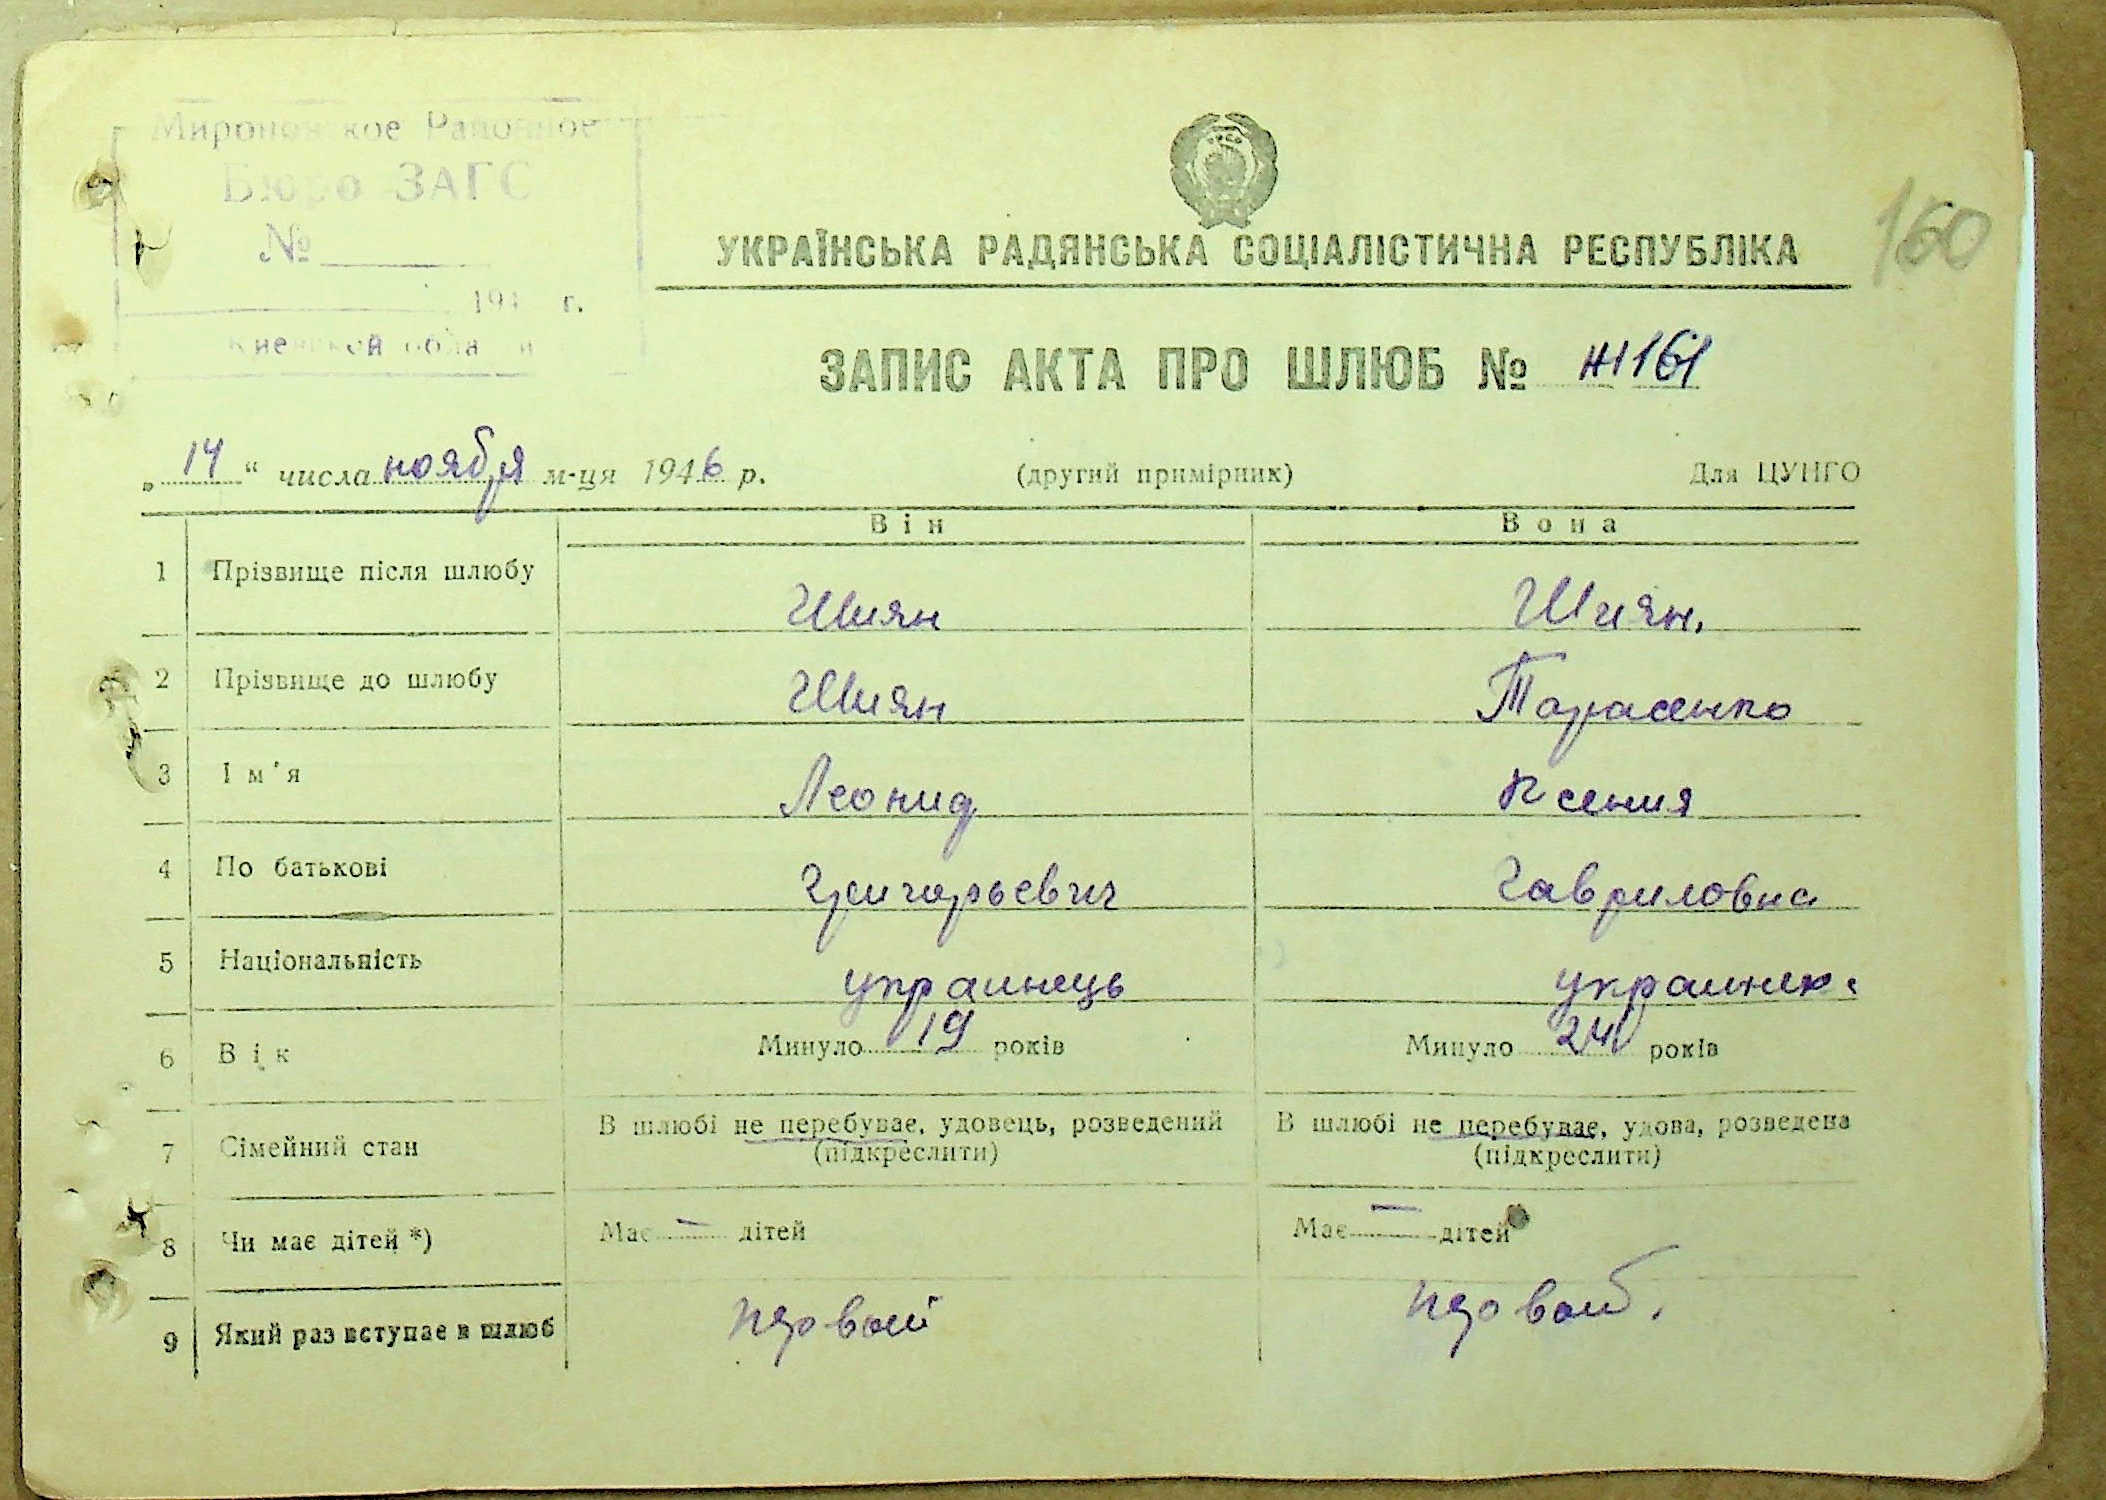 Мироновское Районное
Бюро ЗАГС
№
194 г.
Киевской области
160
УКРАЇНСЬКА РАДЯНСЬКА СОЦІАЛІСТИЧНА РЕСПУБЛІКА
ЗАПИС АКТА ПРО ШЛЮБ № 161
„14“ числа ноября м-ця 1946 р. (другий примірник) Для ЦУНГО
Він Вона
1 Прізвище після шлюбу Шиян Шиян.
2 Прізвище до шлюбу Шиян Тарасенко
3 Ім'я Леонид Ксения
4 По батькові Григорьевич Гавриловна
5 Національність украинець украинк.
6 Вік Минуло 19 років Минуло 24 років
7 Сімейний стан В шлюбі не перебуває, удовець, розведений (підкреслити) В шлюбі не перебуває, удова, розведена (підкреслити)
8 Чи має дітей *) Має — дітей Має — дітей
9 Який раз вступає в шлюб первый первый.